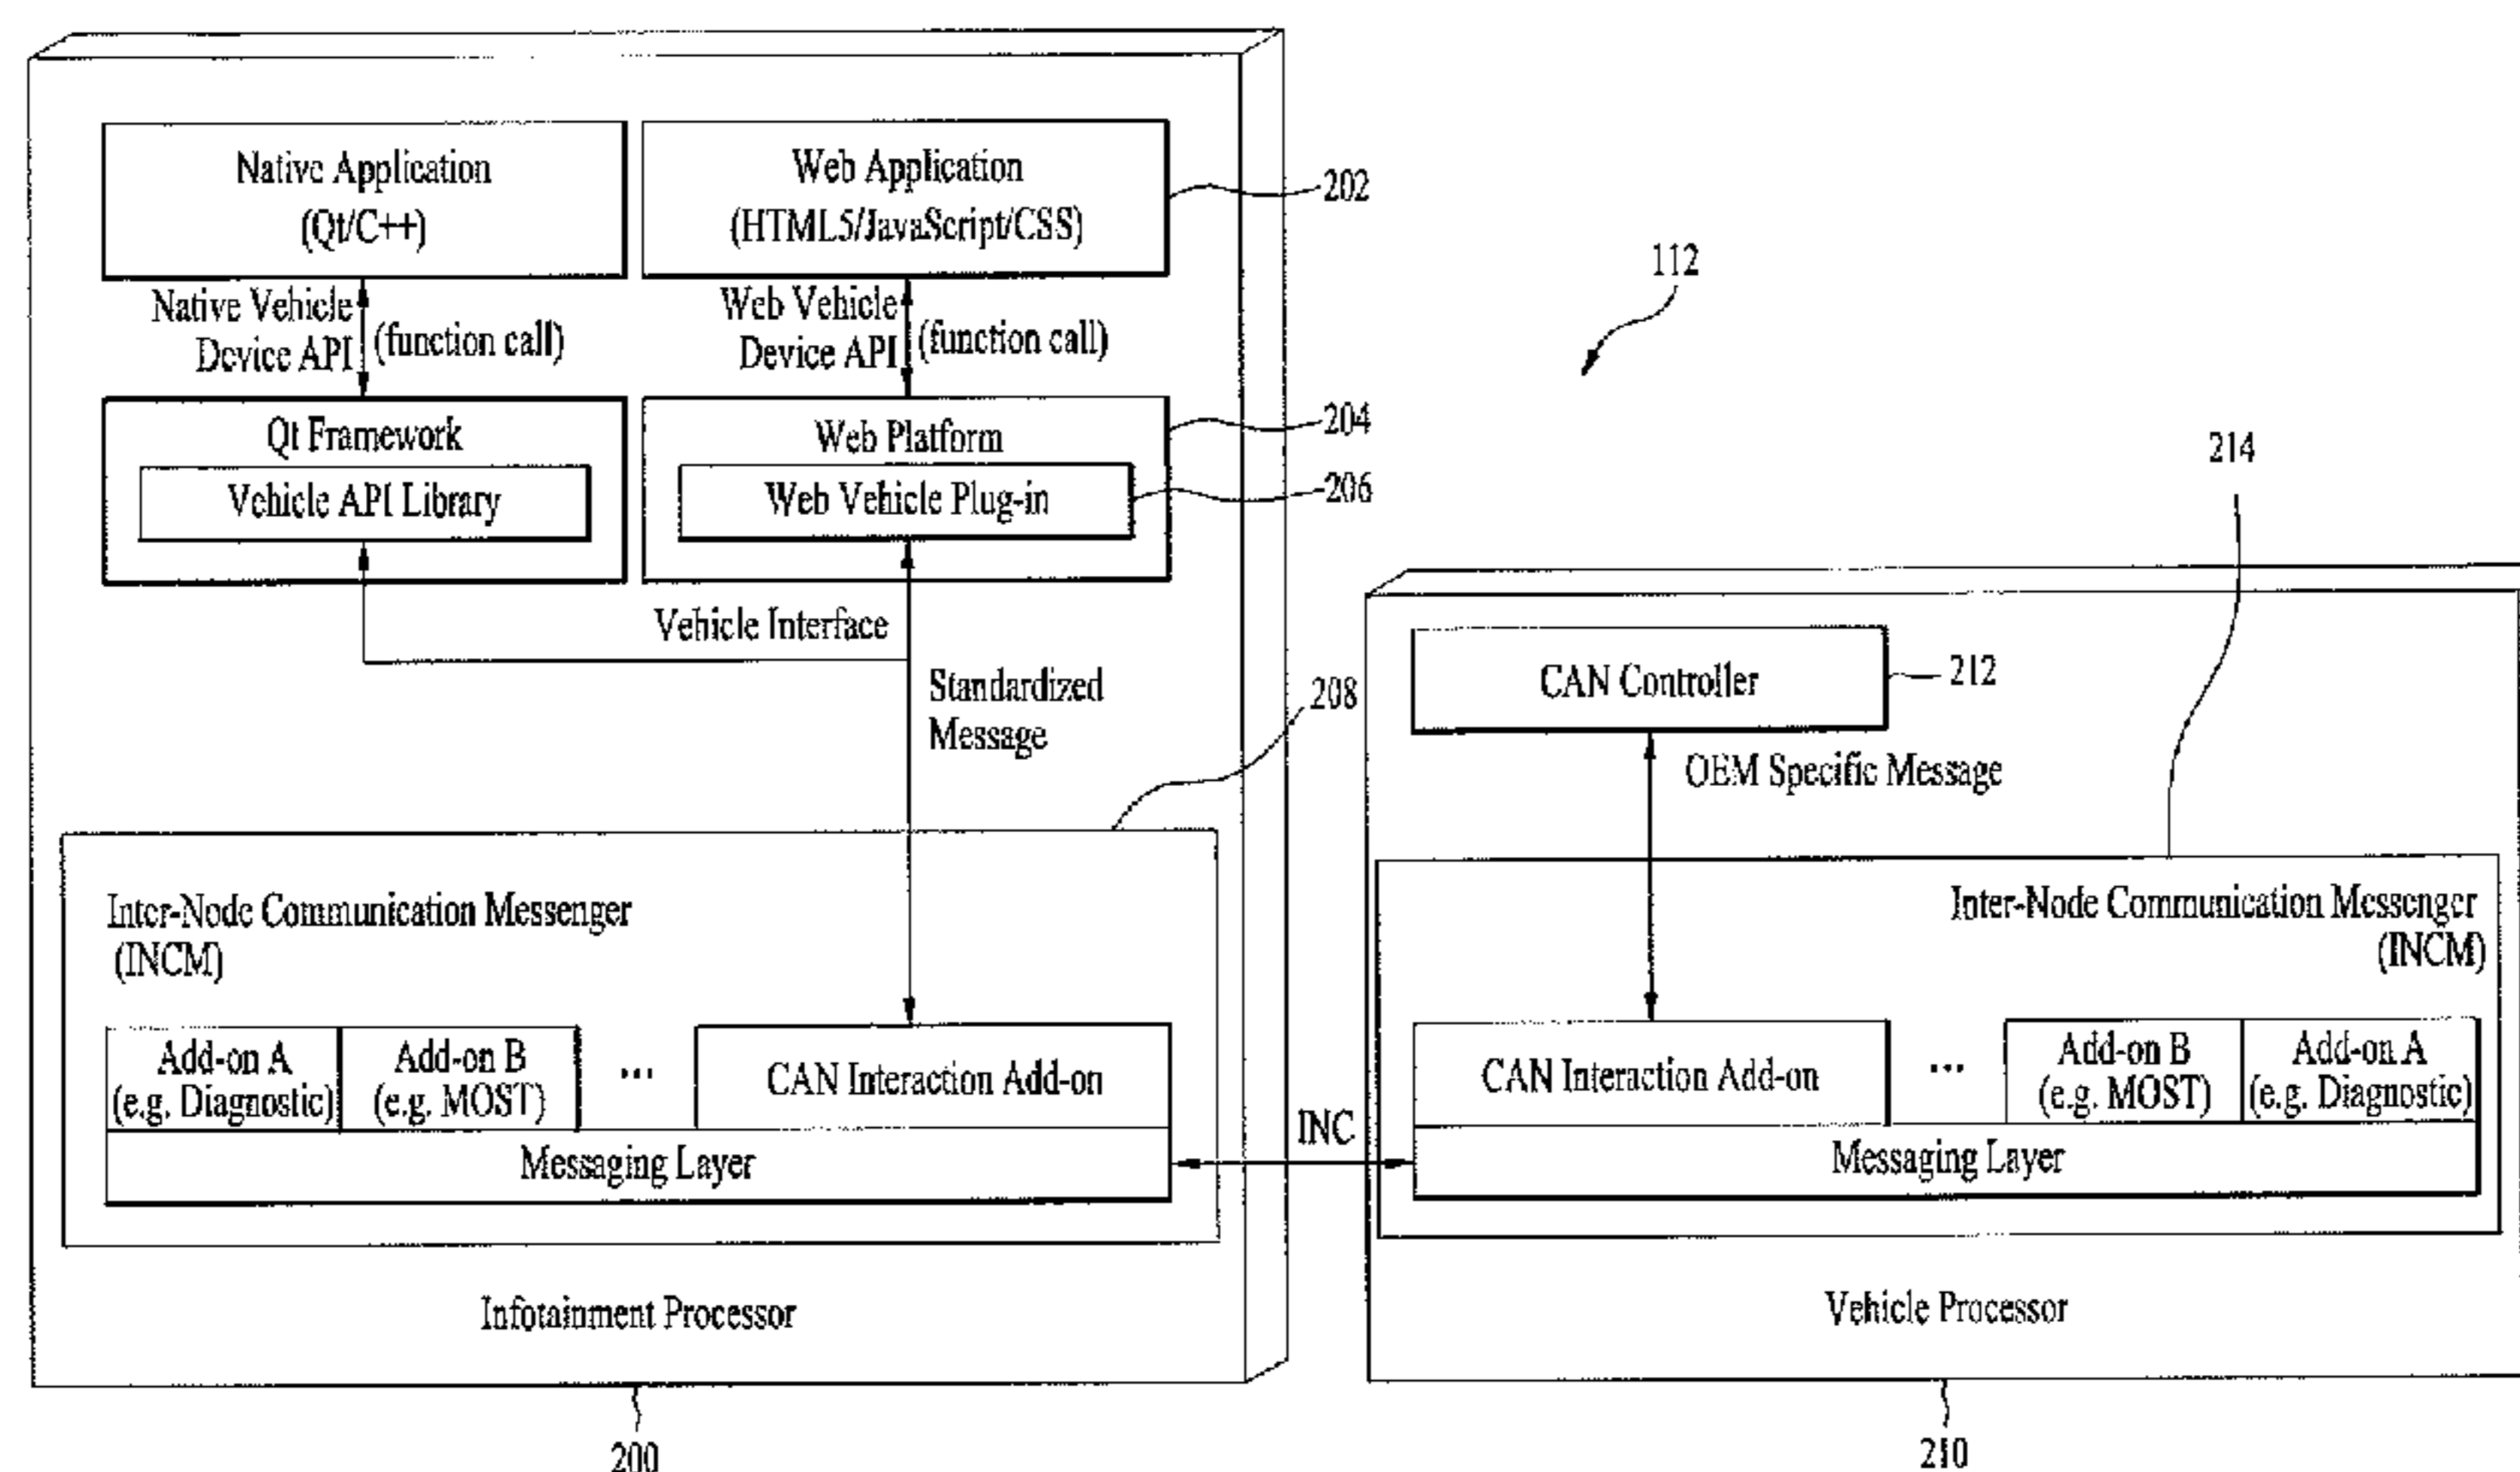 Native Application
(Qt/C++)
Web Application
(HTML5/JavaScript/CSS)
202
112
Native Vehicle
Device API
(function call)
Web Vehicle
Device API
(function call)
Qt Framework
Vehicle API Library
Web Platform
Web Vehicle Plug-in
204
206
214
Vehicle Interface
Standardized
Message
208
CAN Controller
212
OEM Specific Message
Inter-Node Communication Messenger
(INCM)
Inter-Node Communication Messenger
(INCM)
Add-on A
(e.g. Diagnostic)
Add-on B
(e.g. MOST)
...
CAN Interaction Add-on
Messaging Layer
INC
CAN Interaction Add-on
...
Add-on B
(e.g. MOST)
Add-on A
(e.g. Diagnostic)
Messaging Layer
Infotainment Processor
Vehicle Processor
200
210